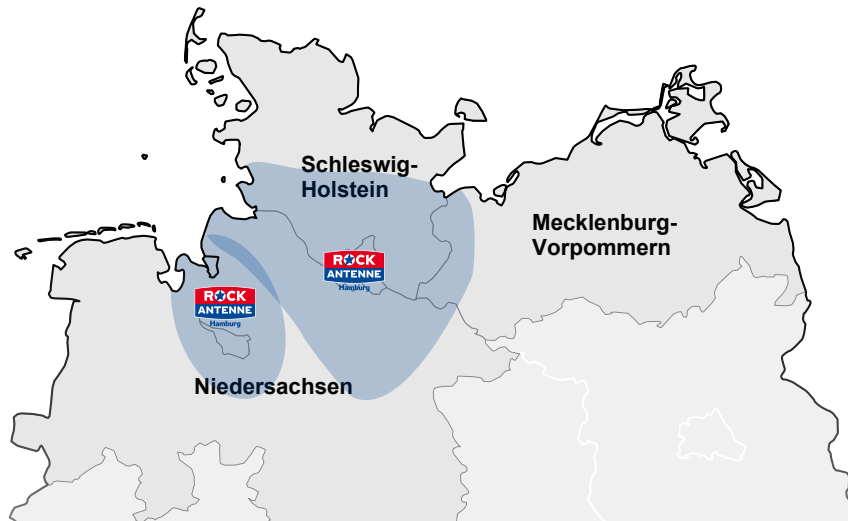 Schleswig-
Holstein
Mecklenburg-
Vorpommern
ROCK
ANTENNE
Hamburg
ROCK
ANTENNE
Hamburg
Niedersachsen